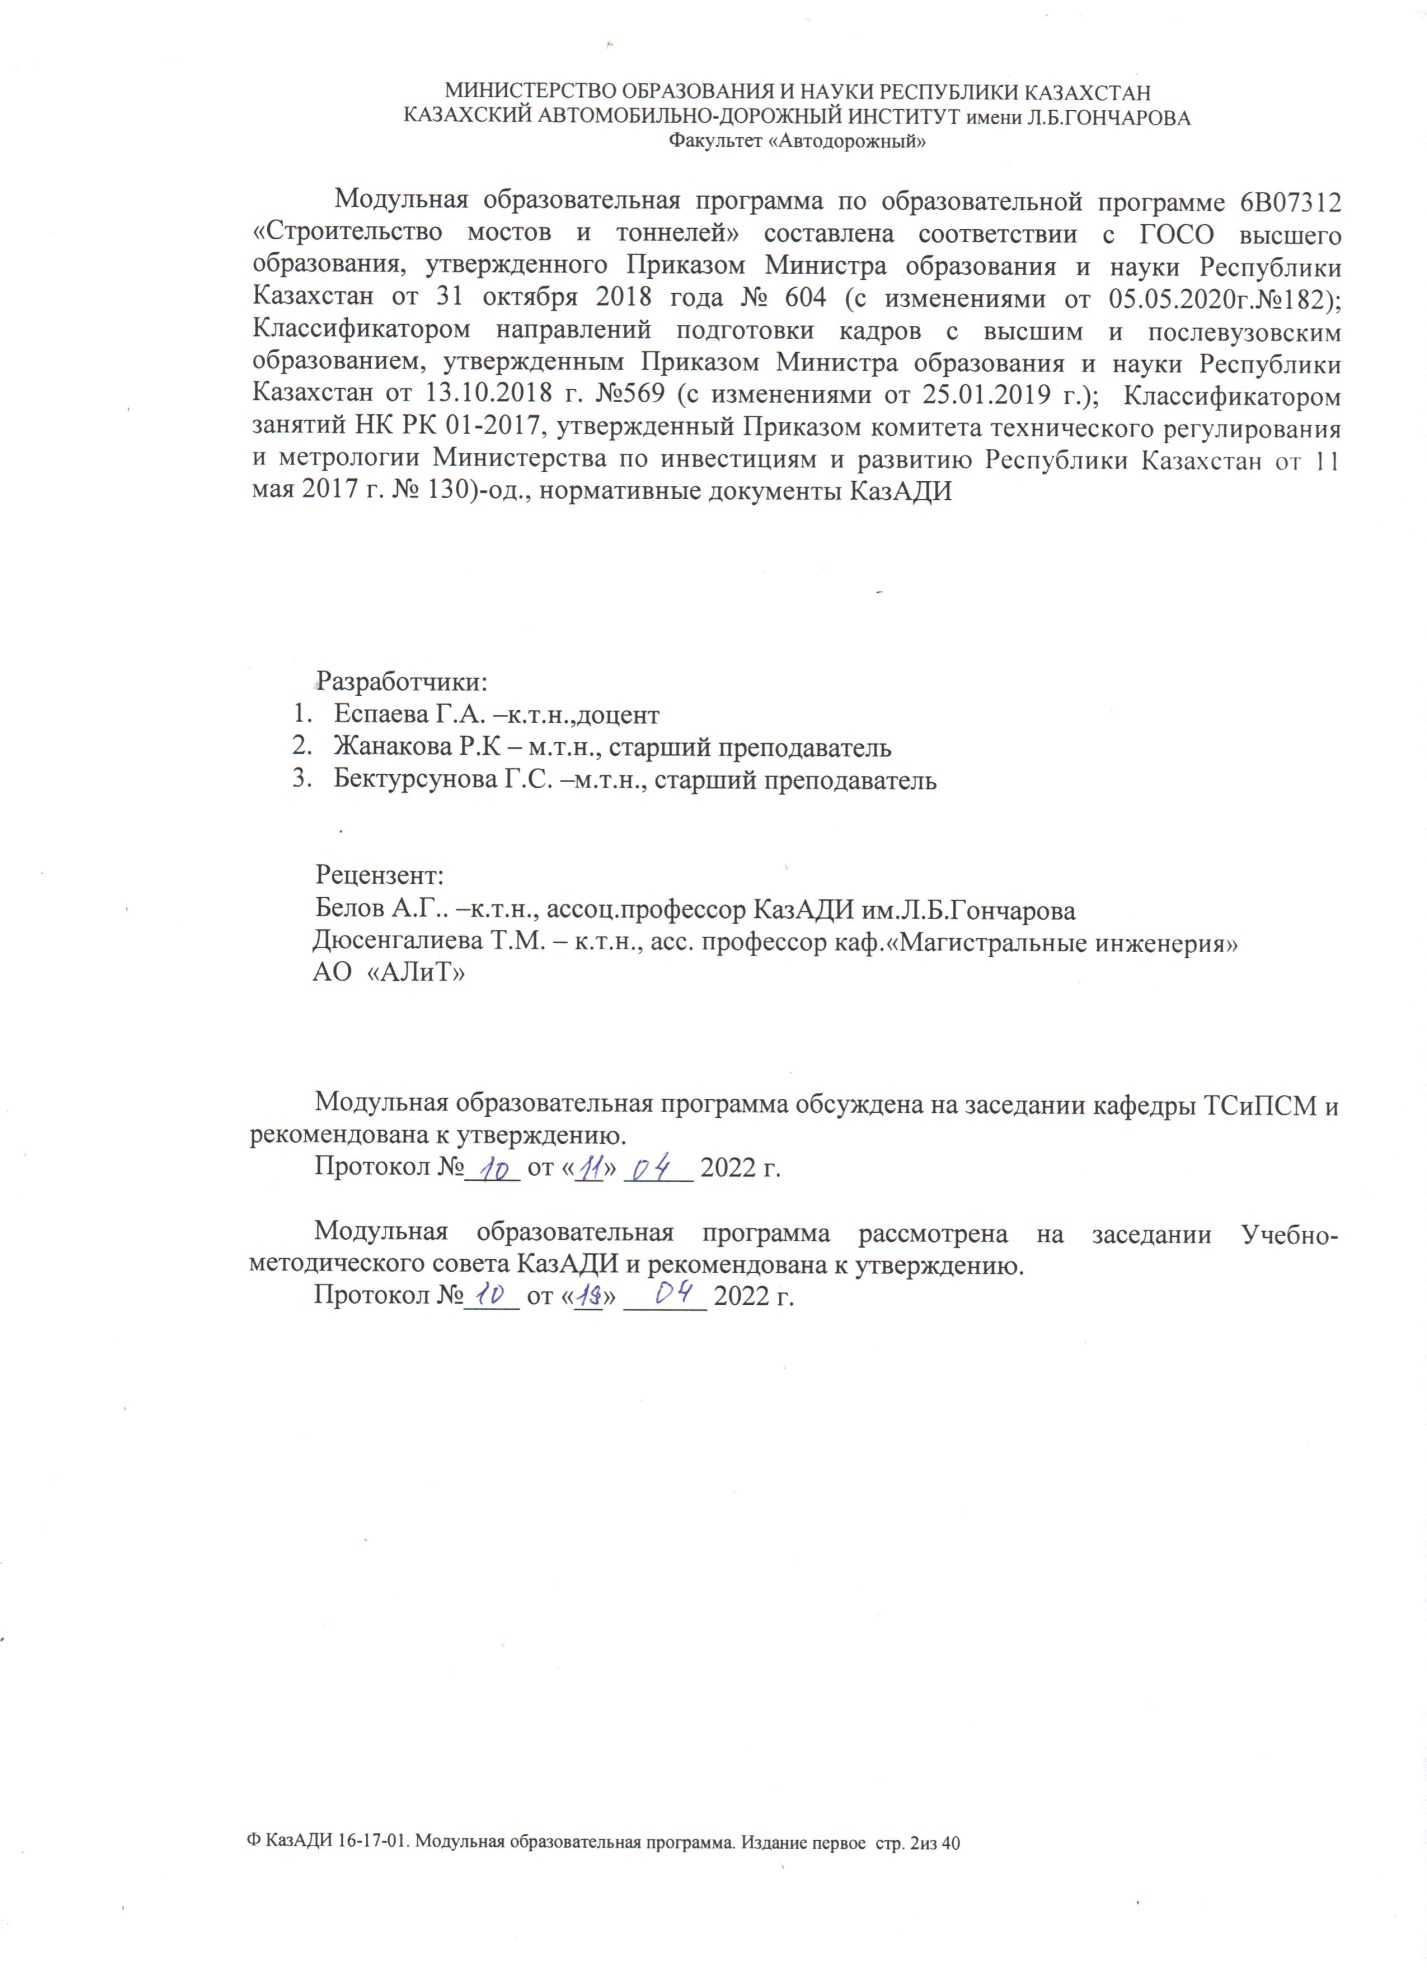 МИНИСТЕРСТВО ОБРАЗОВАНИЯ И НАУКИ РЕСПУБЛИКИ КАЗАХСТАН
КАЗАХСКИЙ АВТОМОБИЛЬНО-ДОРОЖНЫЙ ИНСТИТУТ имени Л.Б.ГОНЧАРОВА
Факультет «Автодорожный»
Модульная образовательная программа по образовательной программе 6В07312
«Строительство мостов и тоннелей» составлена соответствии с ГОСО высшего
образования, утвержденного Приказом Министра образования и науки Республики
Казахстан от 31 октября 2018 года № 604 (с изменениями от 05.05.2020г.№182);
Классификатором направлений подготовки кадров с высшим и послевузовским
образованием, утвержденным Приказом Министра образования и науки Республики
Казахстан от 13.10.2018 г. №569 (с изменениями от 25.01.2019 г.); Классификатором
занятий НК РК 01-2017, утвержденный Приказом комитета технического регулирования
и метрологии Министерства по инвестициям и развитию Республики Казахстан от 11
мая 2017 г. № 130)-од., нормативные документы КазАДИ
Разработчики:
1. Еспаева Г.А. –к.т.н.,доцент
2. Жанакова Р.К – м.т.н., старший преподаватель
3. Бектурсунова Г.С. –м.т.н., старший преподаватель
Рецензент:
Белов А.Г.. –к.т.н., ассоц.профессор КазАДИ им.Л.Б.Гончарова
Дюсенгалиева Т.М. – к.т.н., асс. профессор каф.«Магистральные инженерия»
АО «АЛиТ»
Модульная образовательная программа обсуждена на заседании кафедры ТСиПСМ и
рекомендована к утверждению.
Протокол № 10 от «11» 04 2022 г.
Модульная образовательная программа рассмотрена на заседании Учебно-
методического совета КазАДИ и рекомендована к утверждению.
Протокол № 10 от «» 04 2022 г.
Ф КазАДИ 16-17-01. Модульная образовательная программа. Издание первое стр. 2из 40